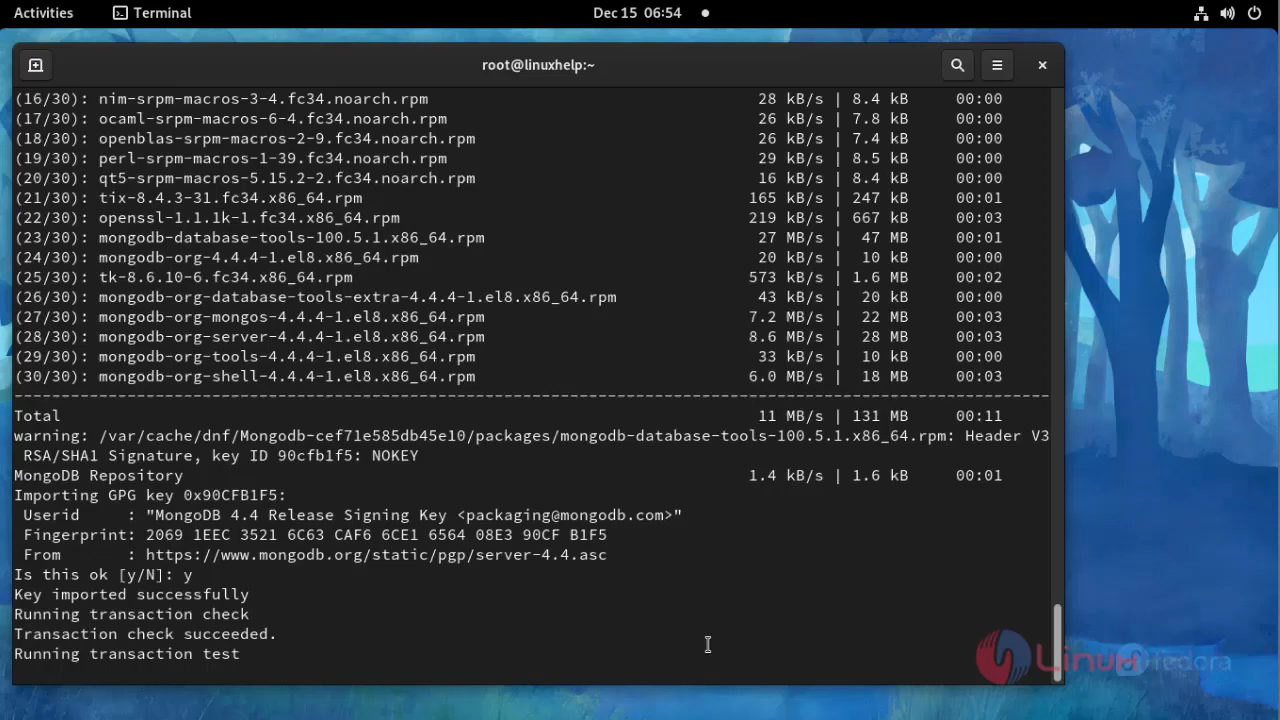 Activities Terminal Dec 15 06:54
root@linuxhelp:~
(16/30): nim-srpm-macros-3-4.fc34.noarch.rpm 28 kB/s | 8.4 kB 00:00
(17/30): ocaml-srpm-macros-6-4.fc34.noarch.rpm 26 kB/s | 7.8 kB 00:00
(18/30): openblas-srpm-macros-2-9.fc34.noarch.rpm 26 kB/s | 7.4 kB 00:00
(19/30): perl-srpm-macros-1-39.fc34.noarch.rpm 29 kB/s | 8.5 kB 00:00
(20/30): qt5-srpm-macros-5.15.2-2.fc34.noarch.rpm 16 kB/s | 8.4 kB 00:00
(21/30): tix-8.4.3-31.fc34.x86_64.rpm 165 kB/s | 247 kB 00:01
(22/30): openssl-1.1.1k-1.fc34.x86_64.rpm 219 kB/s | 667 kB 00:03
(23/30): mongodb-database-tools-100.5.1.x86_64.rpm 27 MB/s | 47 MB 00:01
(24/30): mongodb-org-4.4.4-1.el8.x86_64.rpm 20 kB/s | 10 kB 00:00
(25/30): tk-8.6.10-6.fc34.x86_64.rpm 573 kB/s | 1.6 MB 00:02
(26/30): mongodb-org-database-tools-extra-4.4.4-1.el8.x86_64.rpm 43 kB/s | 20 kB 00:00
(27/30): mongodb-org-mongos-4.4.4-1.el8.x86_64.rpm 7.2 MB/s | 22 MB 00:03
(28/30): mongodb-org-server-4.4.4-1.el8.x86_64.rpm 8.6 MB/s | 28 MB 00:03
(29/30): mongodb-org-tools-4.4.4-1.el8.x86_64.rpm 33 kB/s | 10 kB 00:00
(30/30): mongodb-org-shell-4.4.4-1.el8.x86_64.rpm 6.0 MB/s | 18 MB 00:03
--------------------------------------------------------------------------------------------------------------
Total 11 MB/s | 131 MB 00:11
warning: /var/cache/dnf/Mongodb-cef71e585db45e10/packages/mongodb-database-tools-100.5.1.x86_64.rpm: Header V3
RSA/SHA1 Signature, key ID 90cfb1f5: NOKEY
MongoDB Repository 1.4 kB/s | 1.6 kB 00:01
Importing GPG key 0x90CFB1F5:
Userid : "MongoDB 4.4 Release Signing Key <packaging@mongodb.com>"
Fingerprint: 2069 1EEC 3521 6C63 CAF6 6CE1 6564 08E3 90CF B1F5
From : https://www.mongodb.org/static/pgp/server-4.4.asc
Is this ok [y/N]: y
Key imported successfully
Running transaction check
Transaction check succeeded.
Running transaction test
fedora